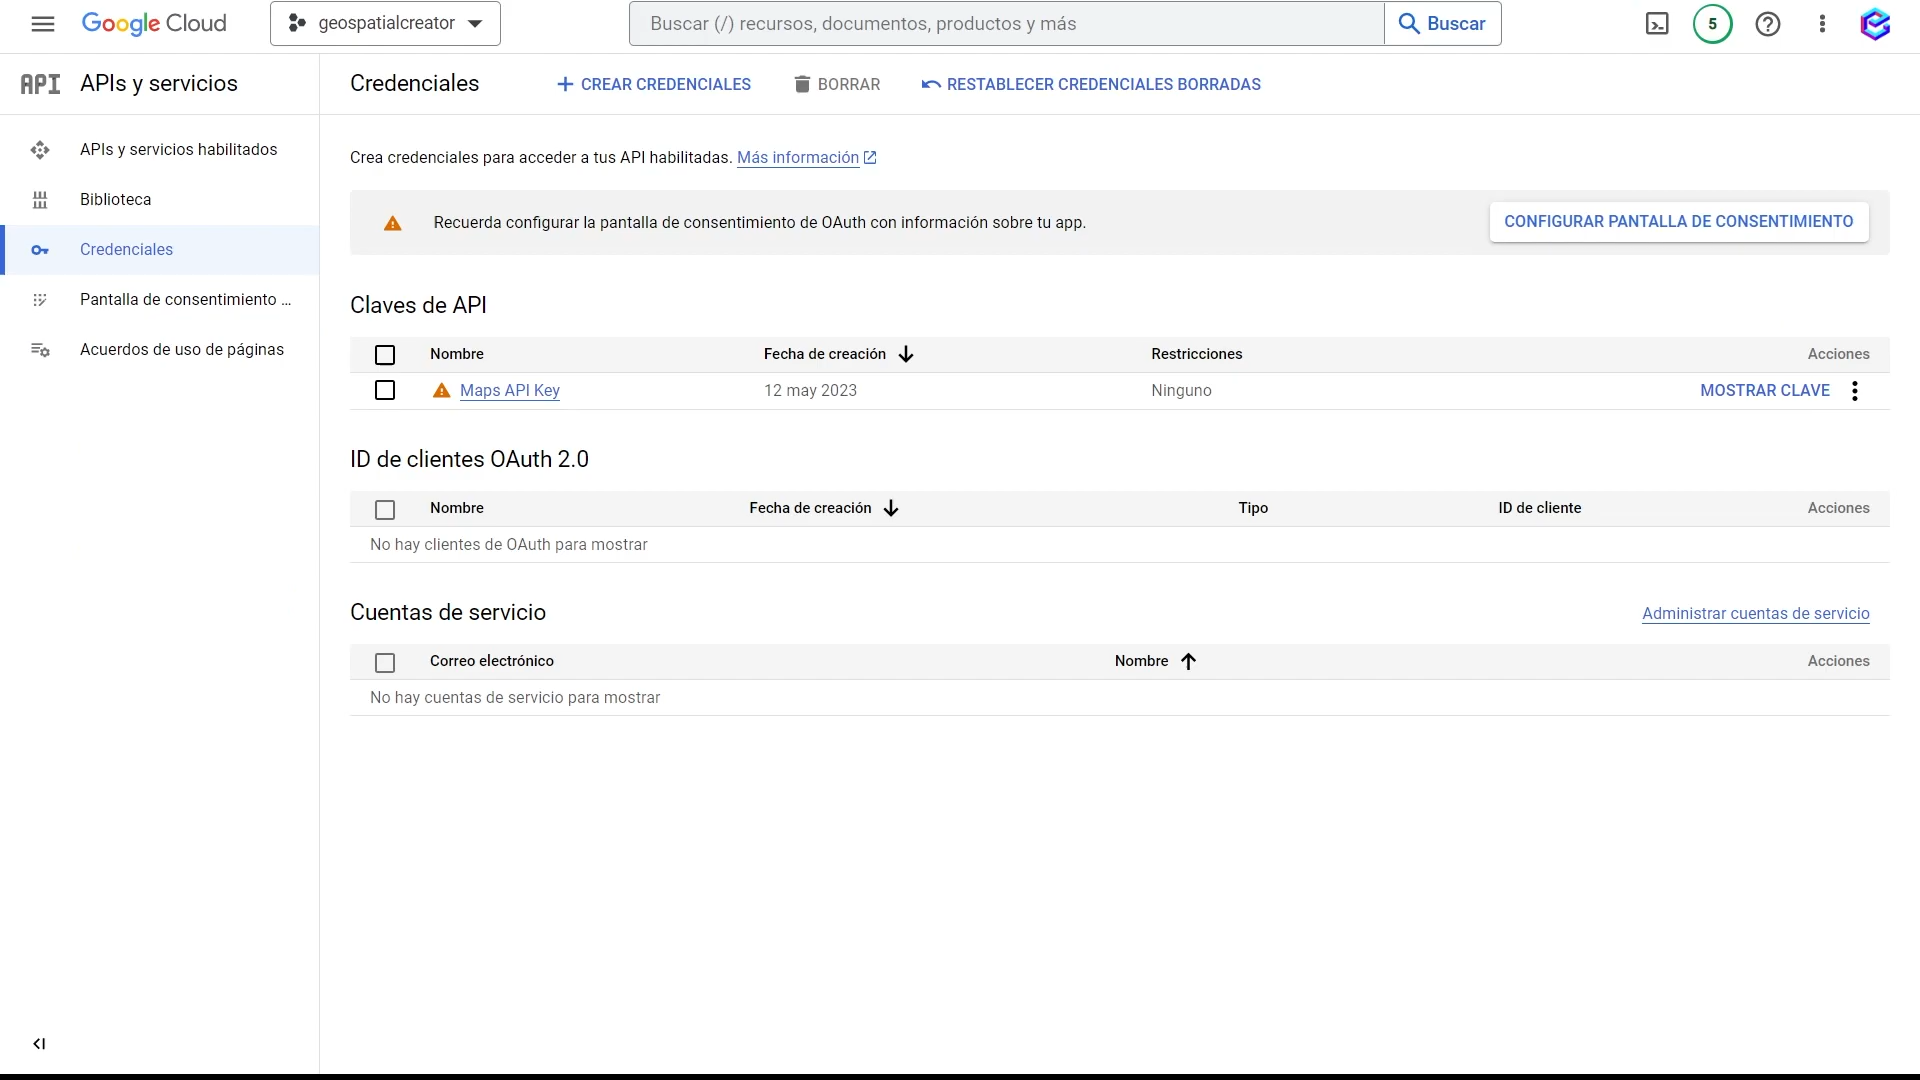 Google Cloud
geospatialcreator
Buscar (/) recursos, documentos, productos y más
Buscar
5
API
APIs y servicios
Credenciales
CREAR CREDENCIALES
BORRAR
RESTABLECER CREDENCIALES BORRADAS
APIs y servicios habilitados
Biblioteca
Credenciales
Pantalla de consentimiento ...
Acuerdos de uso de páginas
Crea credenciales para acceder a tus API habilitadas. Más información
Recuerda configurar la pantalla de consentimiento de OAuth con información sobre tu app.
CONFIGURAR PANTALLA DE CONSENTIMIENTO
Claves de API
Nombre Fecha de creación Restricciones Acciones
Maps API Key 12 may 2023 Ninguno MOSTRAR CLAVE
ID de clientes OAuth 2.0
Nombre Fecha de creación Tipo ID de cliente Acciones
No hay clientes de OAuth para mostrar
Cuentas de servicio
Administrar cuentas de servicio
Correo electrónico Nombre Acciones
No hay cuentas de servicio para mostrar